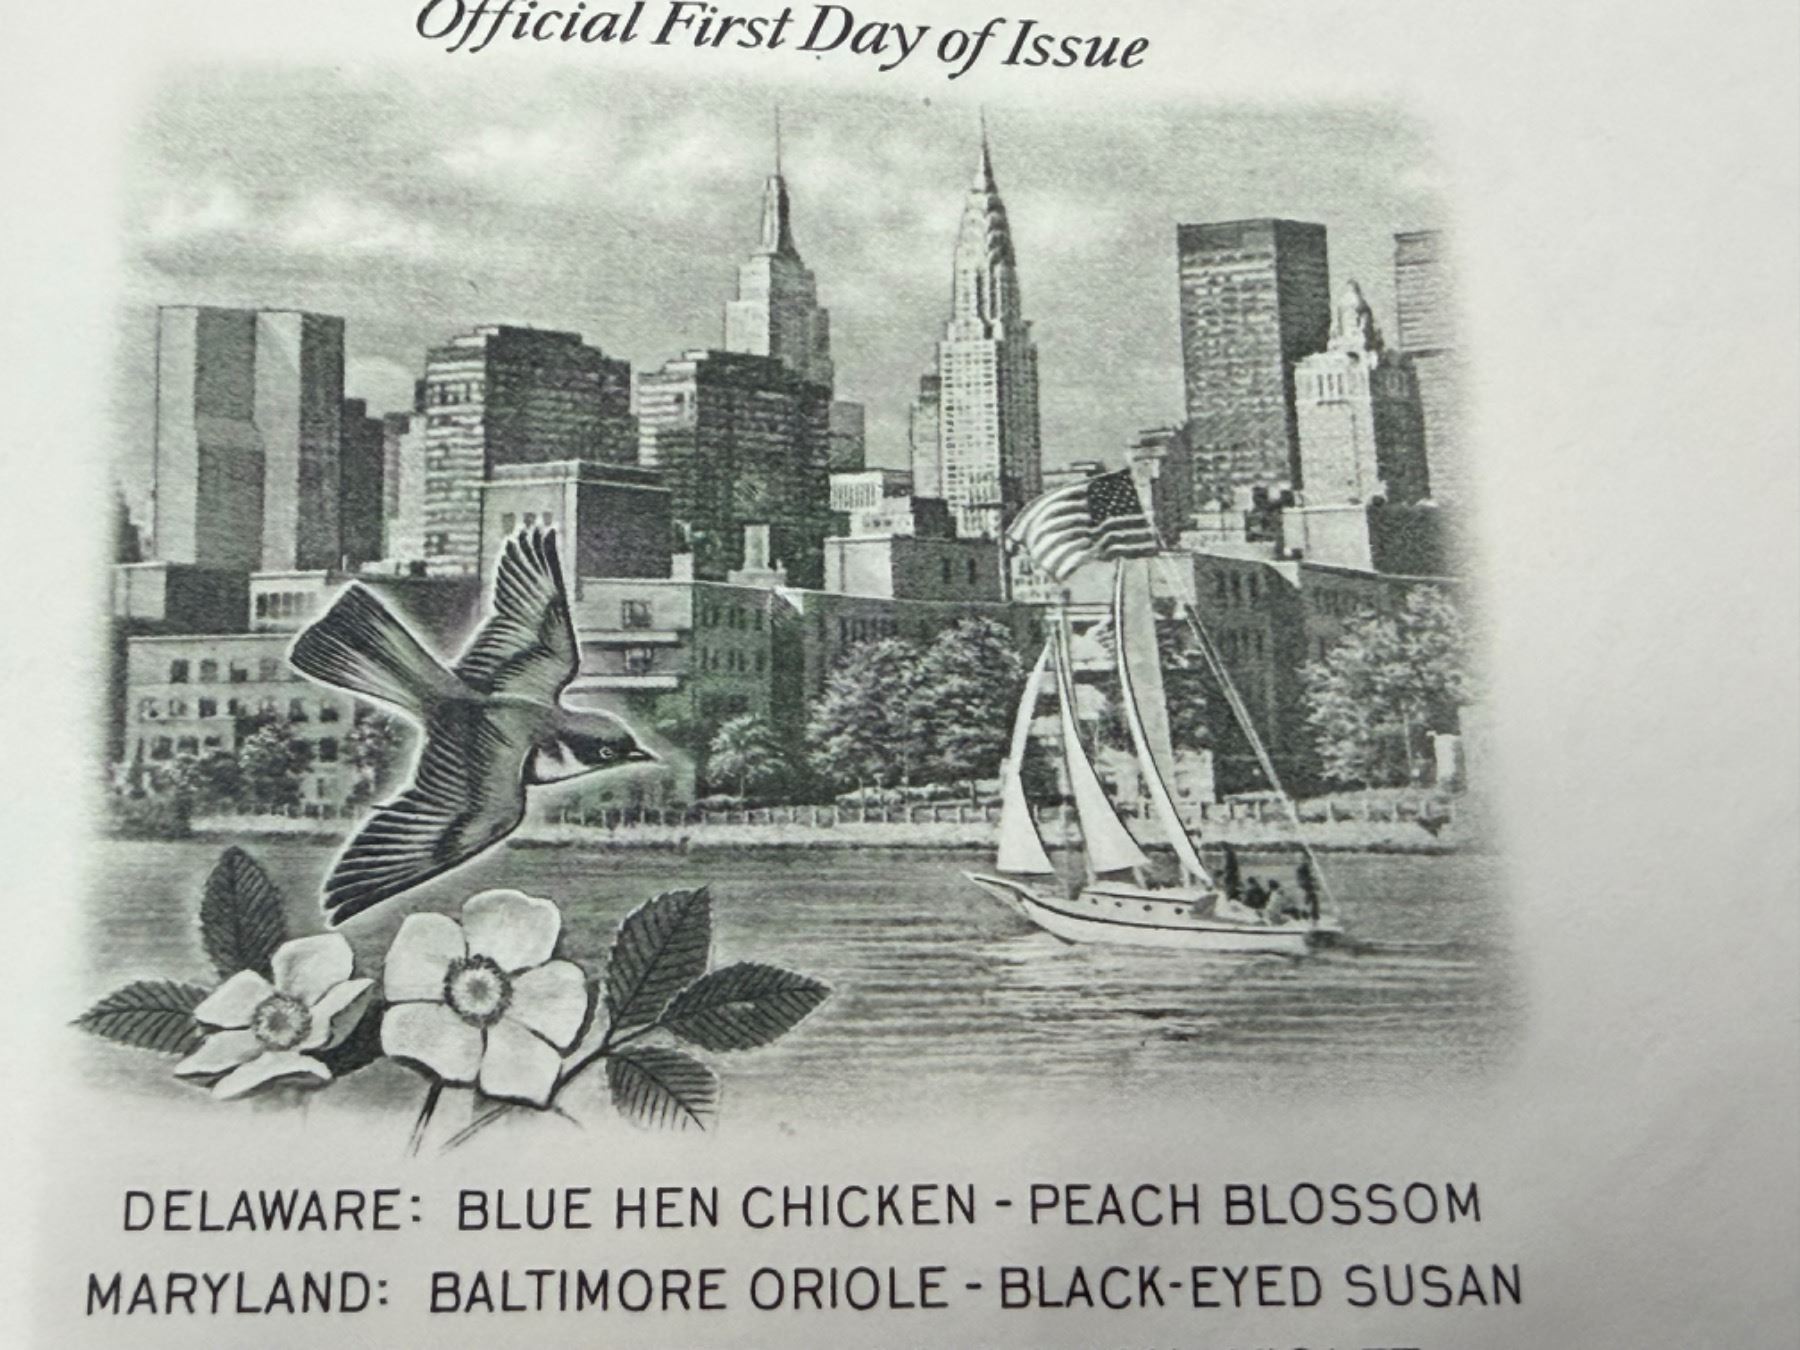 Official First Day of Issue
DELAWARE: BLUE HEN CHICKEN - PEACH BLOSSOM
MARYLAND: BALTIMORE ORIOLE - BLACK-EYED SUSAN